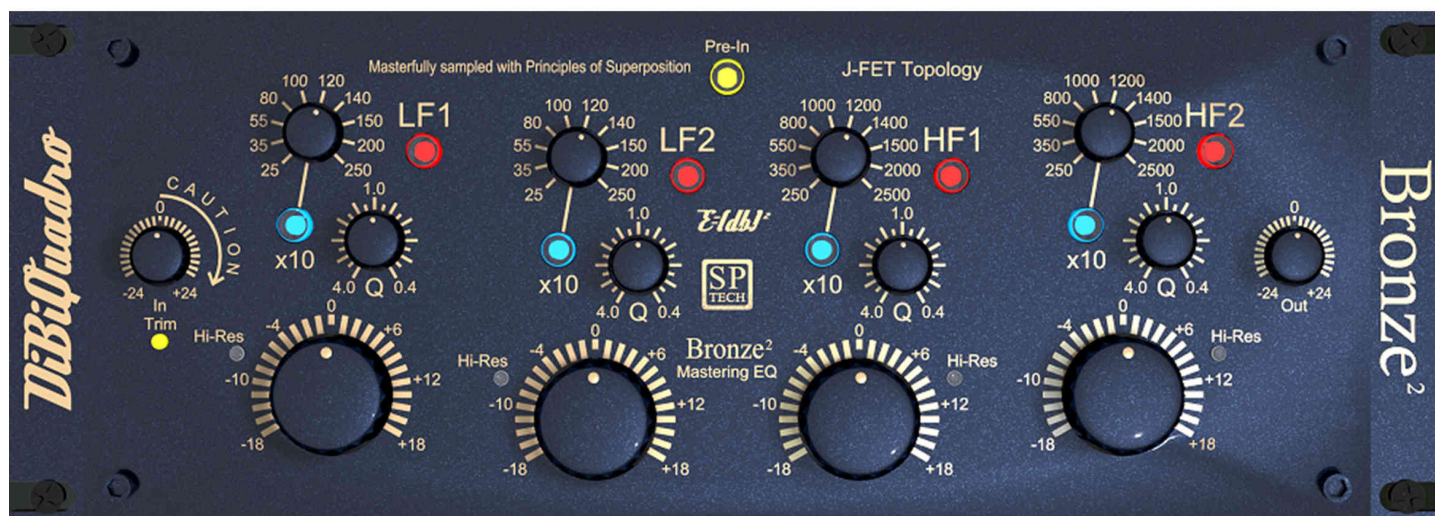 DiBiQuadro
CAUTION
0
-24 +24
In
Trim
Masterfully sampled with Principles of Superposition
Pre-In
J-FET Topology
LF1
100 120
80 140
55 150
35 200
25 250
x10
1.0
4.0 Q 0.4
Hi-Res
0
-4 +6
-10 +12
-18 +18
LF2
100 120
80 140
55 150
35 200
25 250
x10
1.0
4.0 Q 0.4
Hi-Res
0
-4 +6
-10 +12
-18 +18
SP
TECH
Bronze²
Mastering EQ
HF1
1000 1200
800 1400
550 1500
350 2000
250 2500
x10
1.0
4.0 Q 0.4
Hi-Res
0
-4 +6
-10 +12
-18 +18
HF2
1000 1200
800 1400
550 1500
350 2000
250 2500
x10
1.0
4.0 Q 0.4
Hi-Res
0
-4 +6
-10 +12
-18 +18
0
-24 +24
Out
Bronze²